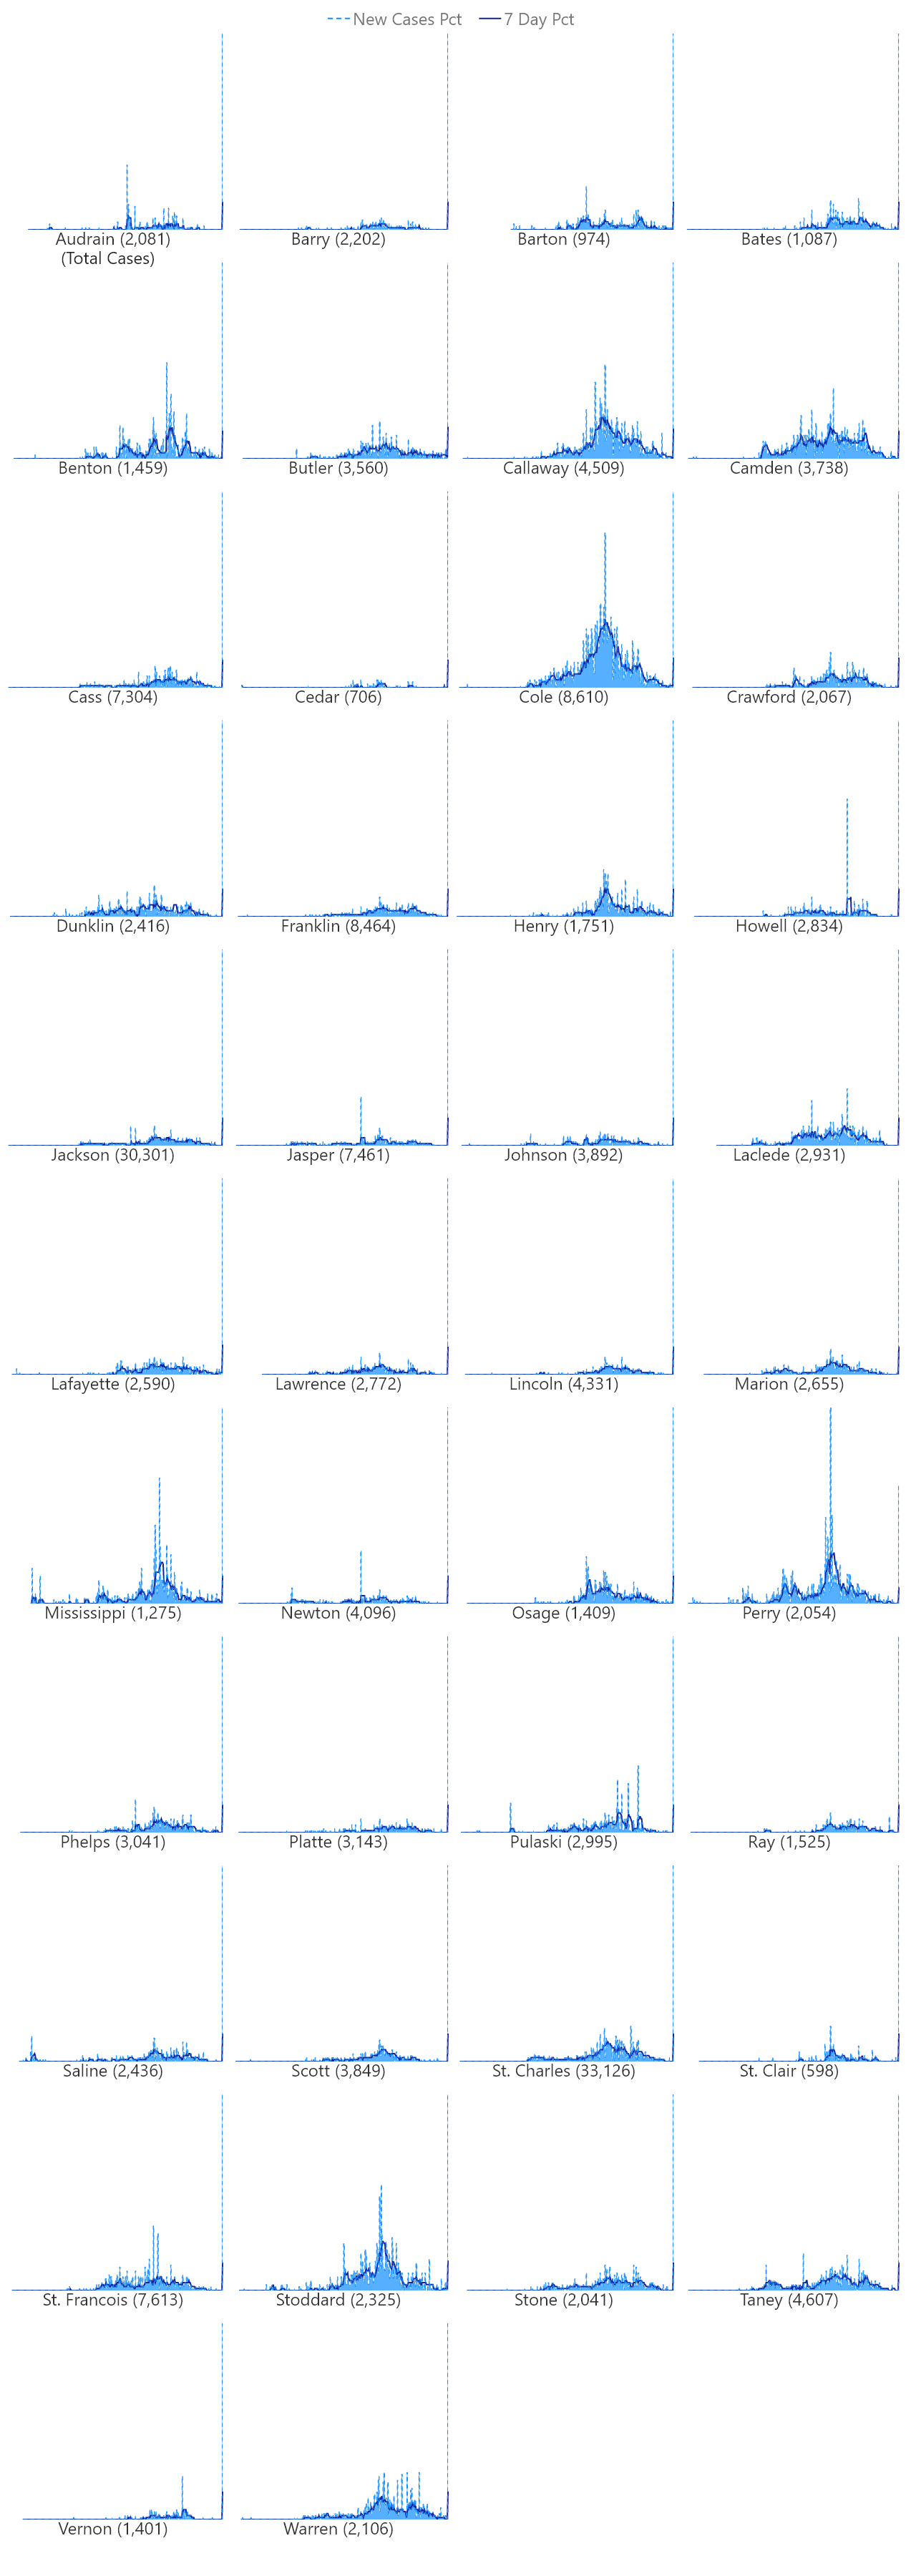 New Cases Pct 7 Day Pct
Audrain (2,081) Barry (2,202) Barton (974) Bates (1,087)
(Total Cases)
Benton (1,459) Butler (3,560) Callaway (4,509) Camden (3,738)
Cass (7,304) Cedar (706) Cole (8,610) Crawford (2,067)
Dunklin (2,416) Franklin (8,464) Henry (1,751) Howell (2,834)
Jackson (30,301) Jasper (7,461) Johnson (3,892) Laclede (2,931)
Lafayette (2,590) Lawrence (2,772) Lincoln (4,331) Marion (2,655)
Mississippi (1,275) Newton (4,096) Osage (1,409) Perry (2,054)
Phelps (3,041) Platte (3,143) Pulaski (2,995) Ray (1,525)
Saline (2,436) Scott (3,849) St. Charles (33,126) St. Clair (598)
St. Francois (7,613) Stoddard (2,325) Stone (2,041) Taney (4,607)
Vernon (1,401) Warren (2,106)